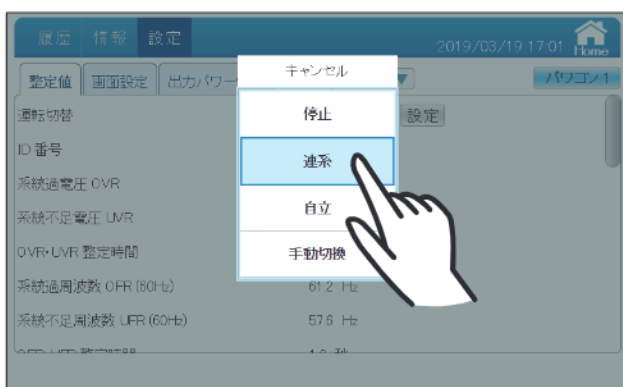 履歴 情報 設定
2019/03/19 17:01 Home
整定値 画面設定 出力パワー ▼ パワコン1
キャンセル
運転切替 停止 設定
ID 番号 連系
系統過電圧 OVR
系統不足電圧 UVR 自立
OVR・UVR 整定時間 手動切換
系統過周波数 OFR (60Hz) 61.2 Hz
系統不足周波数 UFR (60Hz) 57.6 Hz